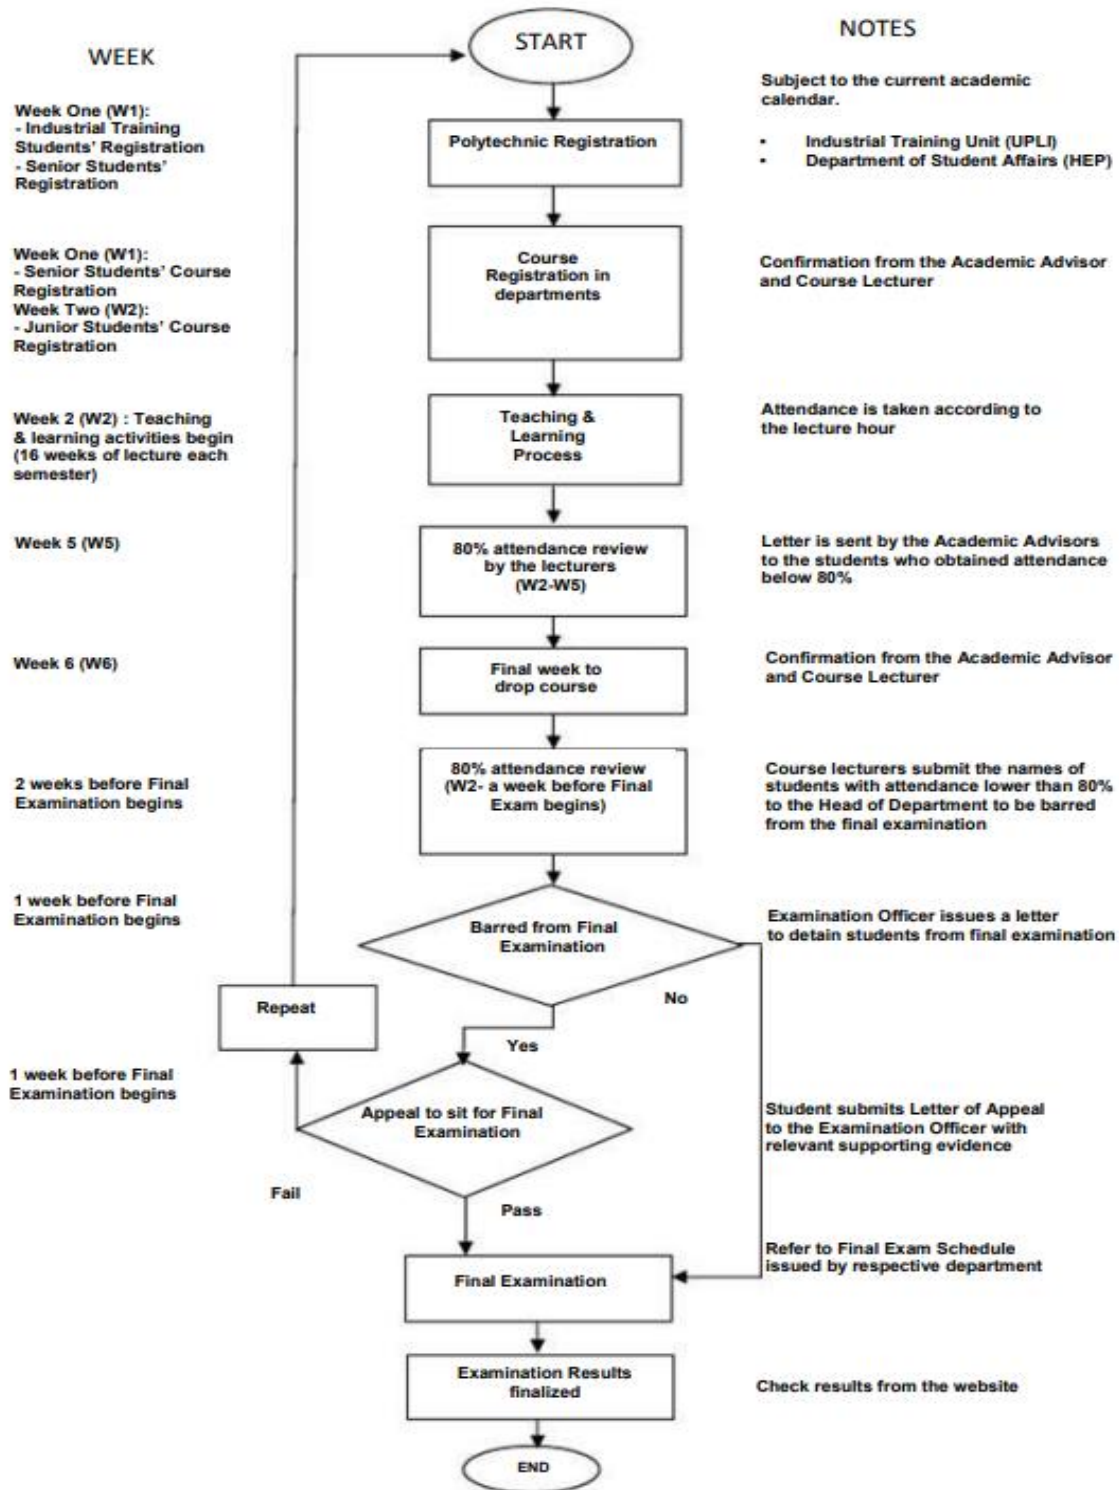 WEEK
START
NOTES
Week One (W1):
- Industrial Training
Students' Registration
- Senior Students'
Registration
Polytechnic Registration
Subject to the current academic
calendar.
• Industrial Training Unit (UPLI)
• Department of Student Affairs (HEP)
Week One (W1):
- Senior Students' Course
Registration
Week Two (W2):
- Junior Students' Course
Registration
Course
Registration in
departments
Confirmation from the Academic Advisor
and Course Lecturer
Week 2 (W2) : Teaching
& learning activities begin
(16 weeks of lecture each
semester)
Teaching &
Learning
Process
Attendance is taken according to
the lecture hour
Week 5 (W5)
80% attendance review
by the lecturers
(W2-W5)
Letter is sent by the Academic Advisors
to the students who obtained attendance
below 80%
Week 6 (W6)
Final week to
drop course
Confirmation from the Academic Advisor
and Course Lecturer
2 weeks before Final
Examination begins
80% attendance review
(W2- a week before Final
Exam begins)
Course lecturers submit the names of
students with attendance lower than 80%
to the Head of Department to be barred
from the final examination
1 week before Final
Examination begins
Barred from Final
Examination
Examination Officer issues a letter
to detain students from final examination
No
Repeat
Yes
1 week before Final
Examination begins
Appeal to sit for Final
Examination
Student submits Letter of Appeal
to the Examination Officer with
relevant supporting evidence
Fail
Pass
Final Examination
Refer to Final Exam Schedule
issued by respective department
Examination Results
finalized
Check results from the website
END